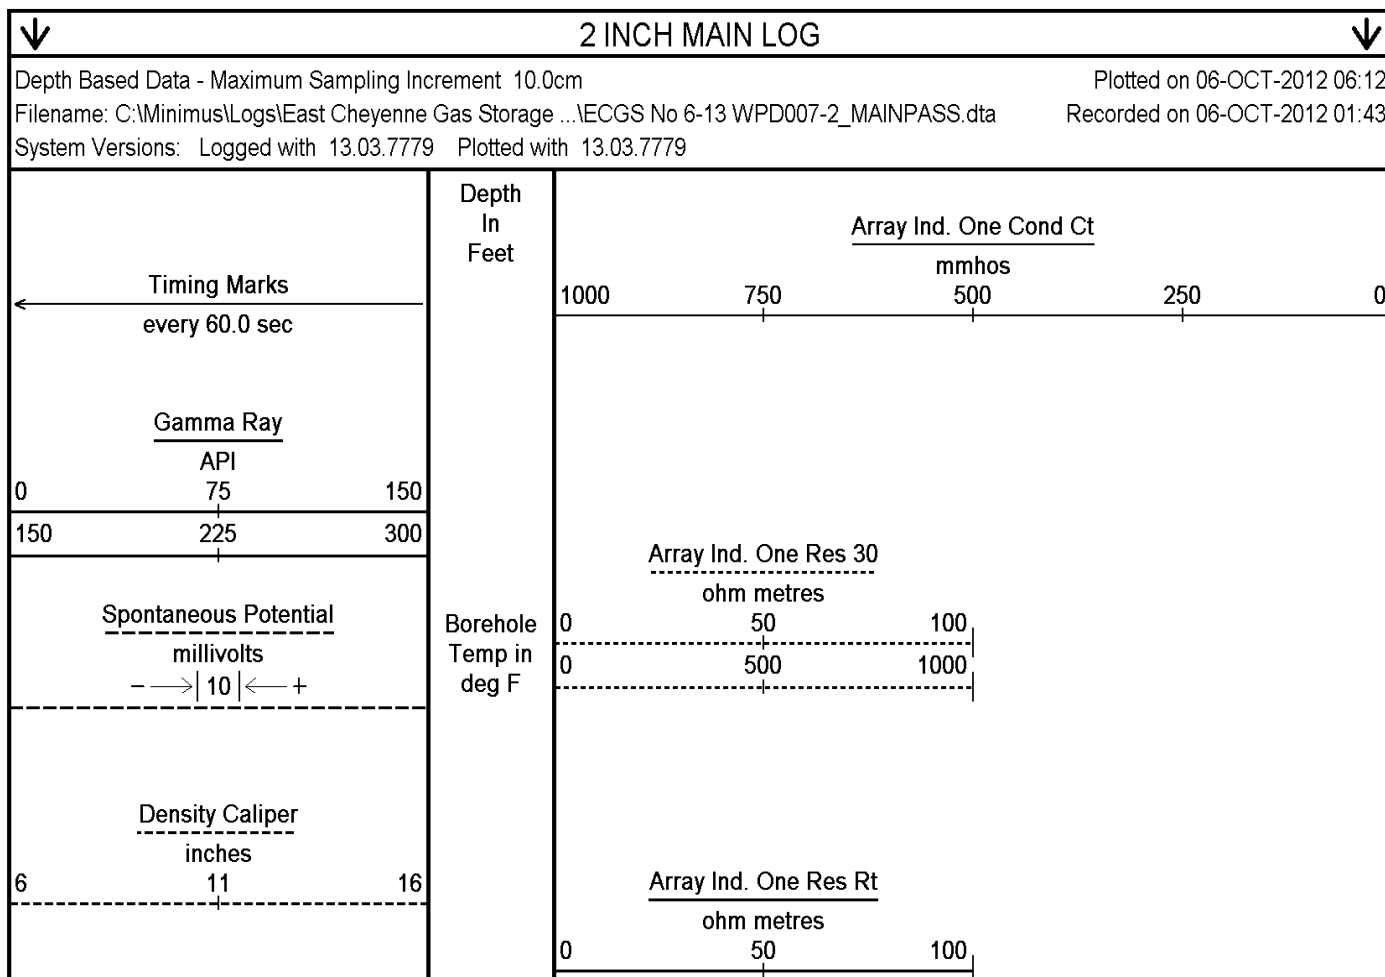 2 INCH MAIN LOG
Depth Based Data - Maximum Sampling Increment 10.0cm Plotted on 06-OCT-2012 06:12
Filename: C:\Minimus\Logs\East Cheyenne Gas Storage ...\ECGS No 6-13 WPD007-2_MAINPASS.dta Recorded on 06-OCT-2012 01:43
System Versions: Logged with 13.03.7779 Plotted with 13.03.7779
Timing Marks
every 60.0 sec
Gamma Ray
API
0 75 150
150 225 300
Spontaneous Potential
millivolts
− 10 +
Density Caliper
inches
6 11 16
Depth
In
Feet
Borehole
Temp in
deg F
Array Ind. One Cond Ct
mmhos
1000 750 500 250 0
Array Ind. One Res 30
ohm metres
0 50 100
0 500 1000
Array Ind. One Res Rt
ohm metres
0 50 100